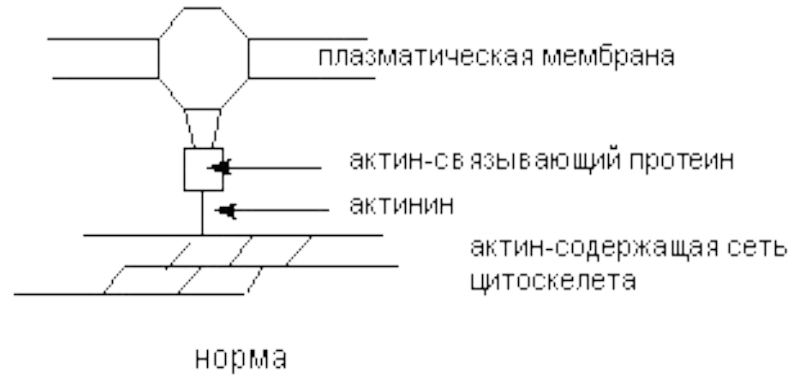 плазматическая мембрана
актин-связывающий протеин
актинин
актин-содержащая сеть
цитоскелета
норма